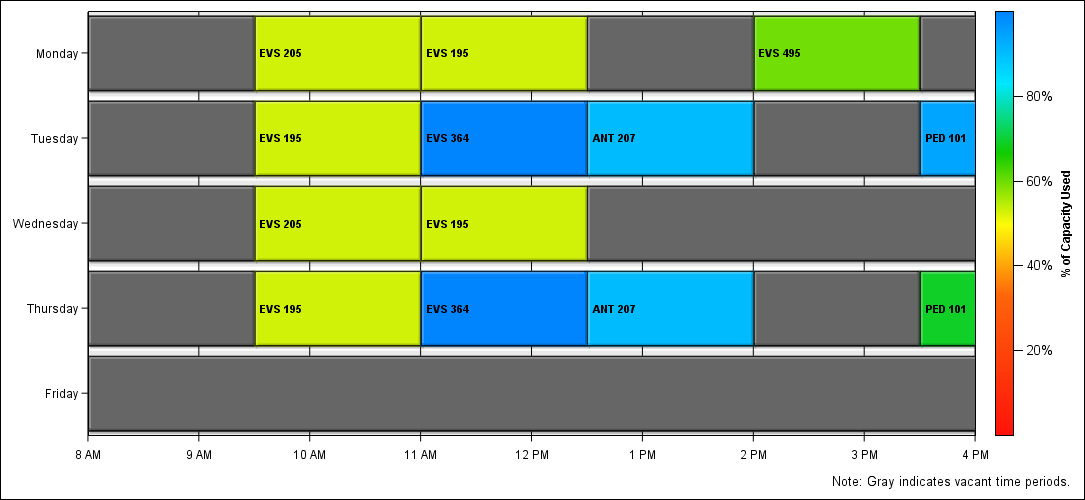 Monday
EVS 205
EVS 195
EVS 495
Tuesday
EVS 195
EVS 364
ANT 207
PED 101
Wednesday
EVS 205
EVS 195
Thursday
EVS 195
EVS 364
ANT 207
PED 101
Friday
8 AM
9 AM
10 AM
11 AM
12 PM
1 PM
2 PM
3 PM
4 PM
80%
60%
40%
20%
% of Capacity Used
Note: Gray indicates vacant time periods.